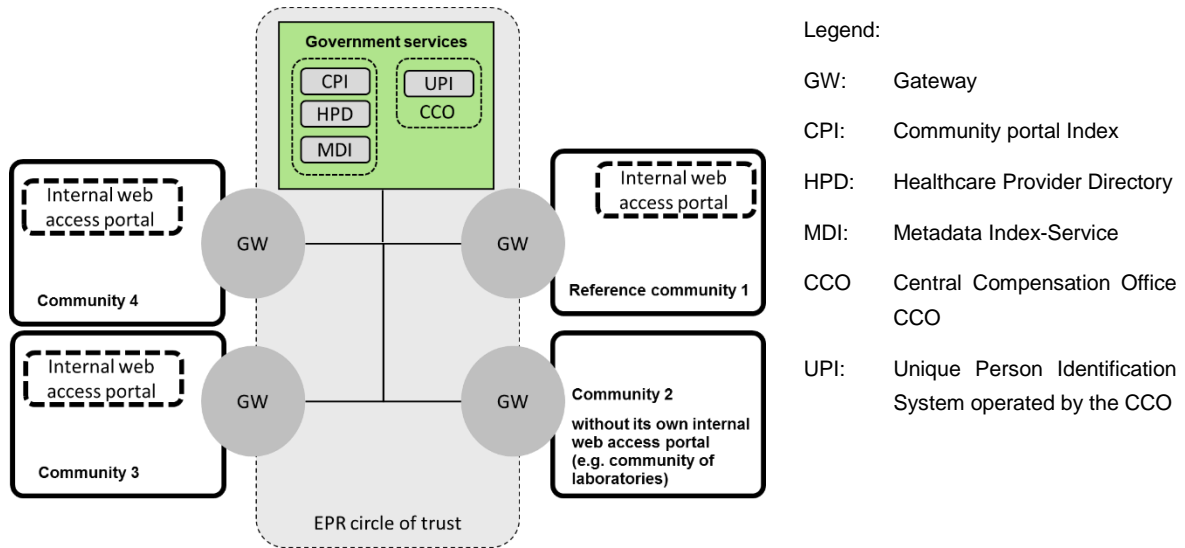 Government services
CPI
HPD
MDI
UPI
CCO
Internal web
access portal
GW
Community 4
GW
Internal web
access portal
Reference community 1
Internal web
access portal
GW
Community 3
GW
Community 2
without its own internal
web access portal
(e.g. community of
laboratories)
EPR circle of trust
Legend:
GW: Gateway
CPI: Community portal Index
HPD: Healthcare Provider Directory
MDI: Metadata Index-Service
CCO Central Compensation Office
CCO
UPI: Unique Person Identification
System operated by the CCO